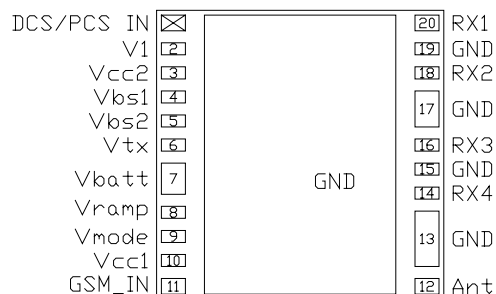 DCS/PCS IN 20 RX1
V1 2 19 GND
Vcc2 3 18 RX2
Vbs1 4 17 GND
Vbs2 5
Vtx 6 16 RX3
15 GND
Vbatt 7 GND 14 RX4
Vramp 8
Vmode 9 13 GND
Vcc1 10
GSM_IN 11 12 Ant